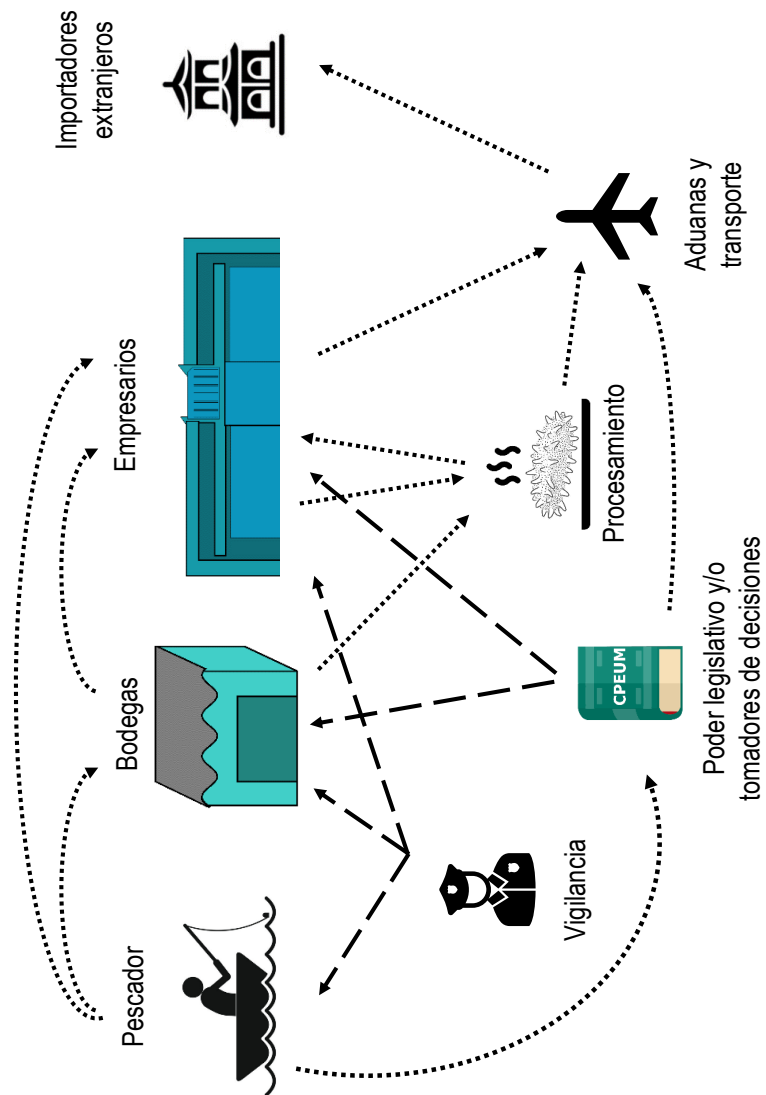 Pescador
Bodegas
Empresarios
Importadores
extranjeros
Vigilancia
CPEUM
Poder legislativo y/o
tomadores de decisiones
Procesamiento
Aduanas y
transporte